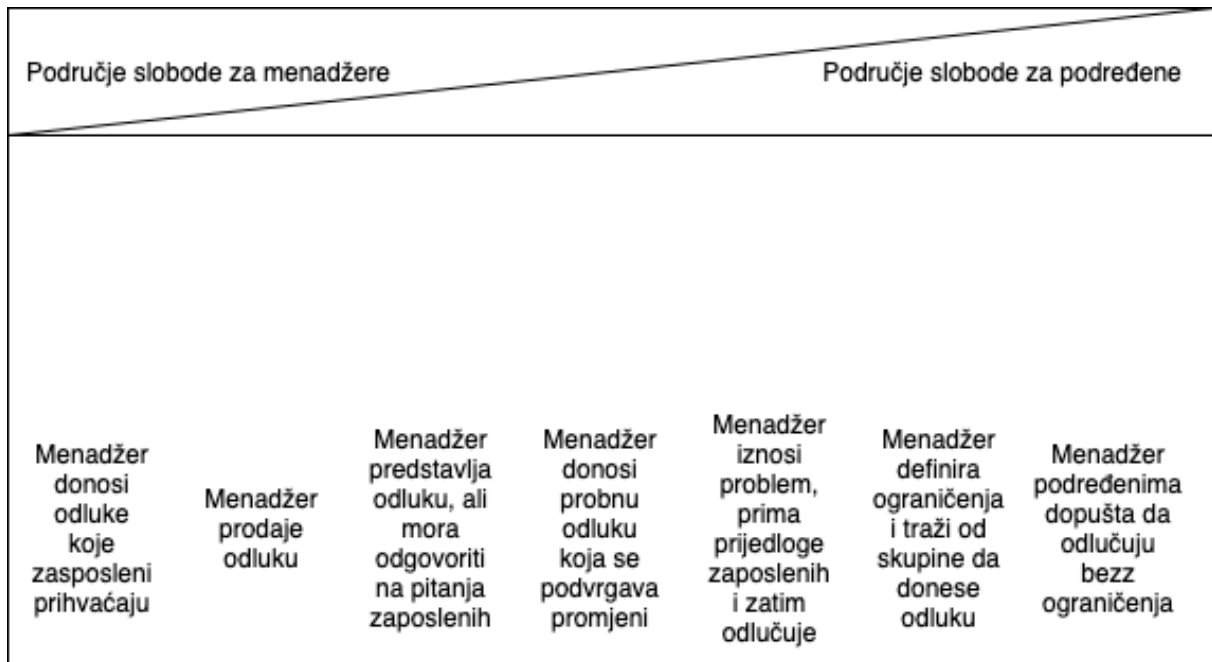 Područje slobode za menadžere
Područje slobode za podređene
Menadžer
donosi
odluke
koje
zasposleni
prihvaćaju
Menadžer
prodaje
odluku
Menadžer
predstavlja
odluku, ali
mora
odgovoriti
na pitanja
zaposlenih
Menadžer
donosi
probnu
odluku
koja se
podvrgava
promjeni
Menadžer
iznosi
problem,
prima
prijedloge
zaposlenih
i zatim
odlučuje
Menadžer
definira
ograničenja
i traži od
skupine da
donese
odluku
Menadžer
podređenima
dopušta da
odlučuju
bezz
ograničenja